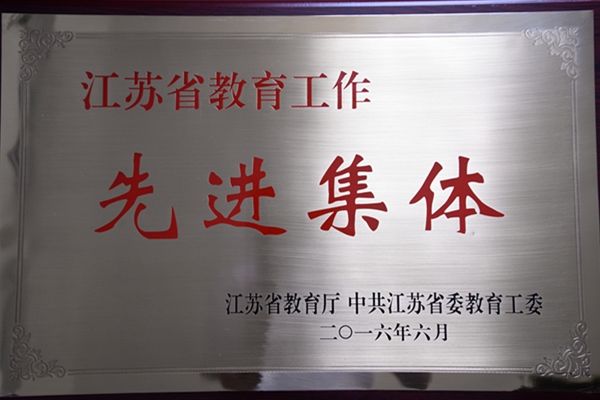 江苏省教育工作
先进集体
江苏省教育厅 中共江苏省委教育工委
二〇一六年六月